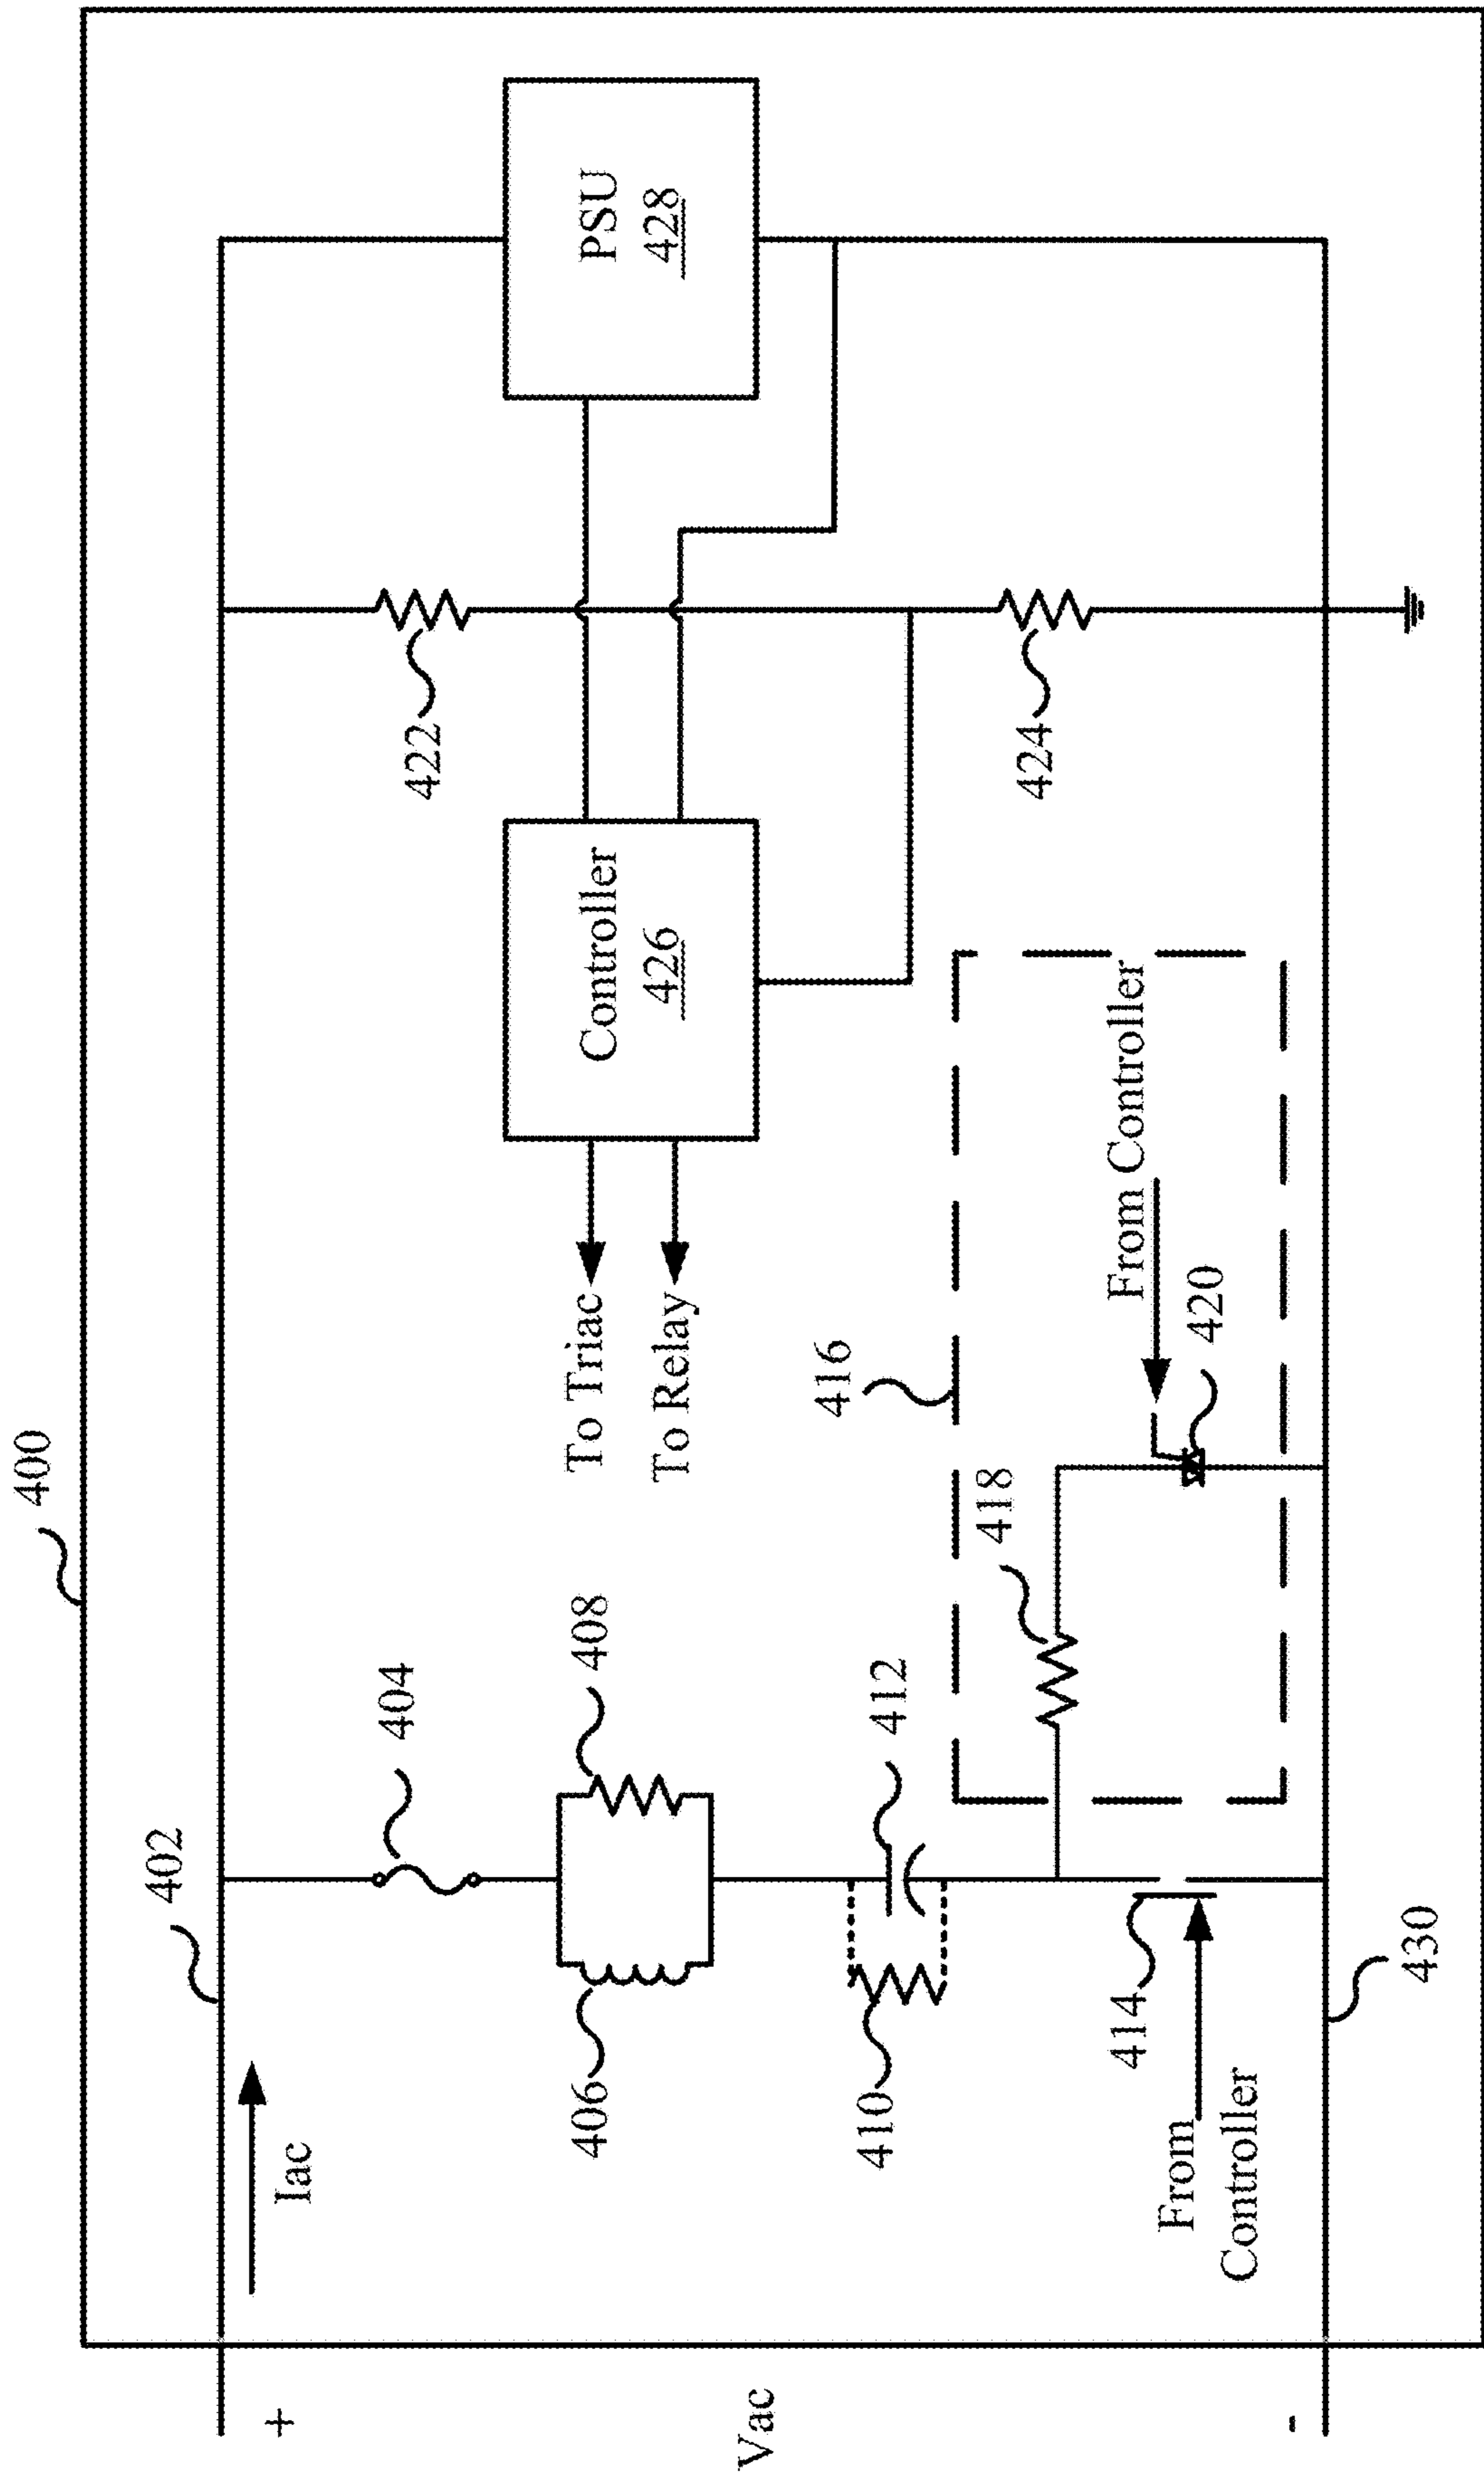 400
402
Iac
+
Vac
-
404
406
408
410
412
414
From
Controller
416
418
From Controller
420
To Triac
To Relay
Controller
426
422
424
PSU
428
430